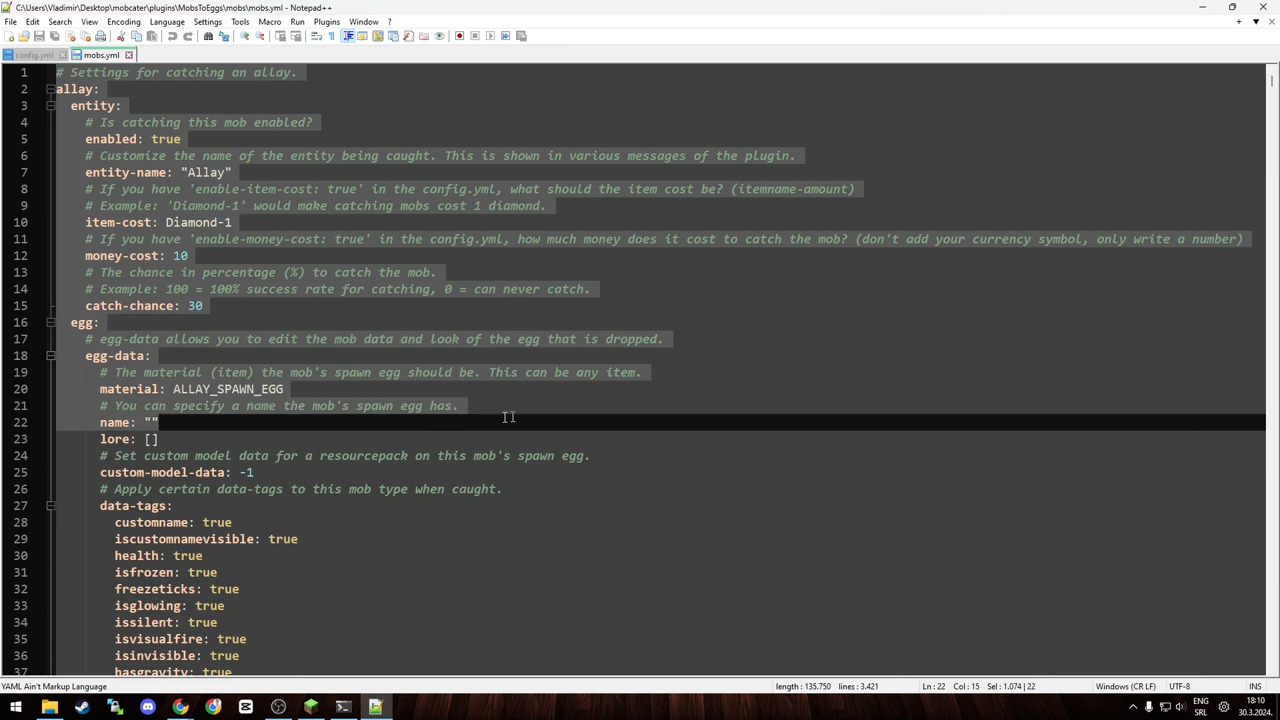 C:\Users\Vladimir\Desktop\mobcater\plugins\MobsToEggs\mobs\mobs.yml - Notepad++
File Edit Search View Encoding Language Settings Tools Macro Run Plugins Window ?
config.yml mobs.yml
1 # Settings for catching an allay.
2 allay:
3 entity:
4 # Is catching this mob enabled?
5 enabled: true
6 # Customize the name of the entity being caught. This is shown in various messages of the plugin.
7 entity-name: "Allay"
8 # If you have 'enable-item-cost: true' in the config.yml, what should the item cost be? (itemname-amount)
9 # Example: 'Diamond-1' would make catching mobs cost 1 diamond.
10 item-cost: Diamond-1
11 # If you have 'enable-money-cost: true' in the config.yml, how much money does it cost to catch the mob? (don't add your currency symbol, only write a number)
12 money-cost: 10
13 # The chance in percentage (%) to catch the mob.
14 # Example: 100 = 100% success rate for catching, 0 = can never catch.
15 catch-chance: 30
16 egg:
17 # egg-data allows you to edit the mob data and look of the egg that is dropped.
18 egg-data:
19 # The material (item) the mob's spawn egg should be. This can be any item.
20 material: ALLAY_SPAWN_EGG
21 # You can specify a name the mob's spawn egg has.
22 name: ""
23 lore: []
24 # Set custom model data for a resourcepack on this mob's spawn egg.
25 custom-model-data: -1
26 # Apply certain data-tags to this mob type when caught.
27 data-tags:
28 customname: true
29 iscustomnamevisible: true
30 health: true
31 isfrozen: true
32 freezeticks: true
33 isglowing: true
34 issilent: true
35 isvisualfire: true
36 isinvisible: true
37 hasgravity: true
YAML Ain't Markup Language length : 135.750 lines : 3.421 Ln : 22 Col : 15 Sel : 1.074 | 22 Windows (CR LF) UTF-8 INS
ENG
SRL
18:10
30.3.2024.